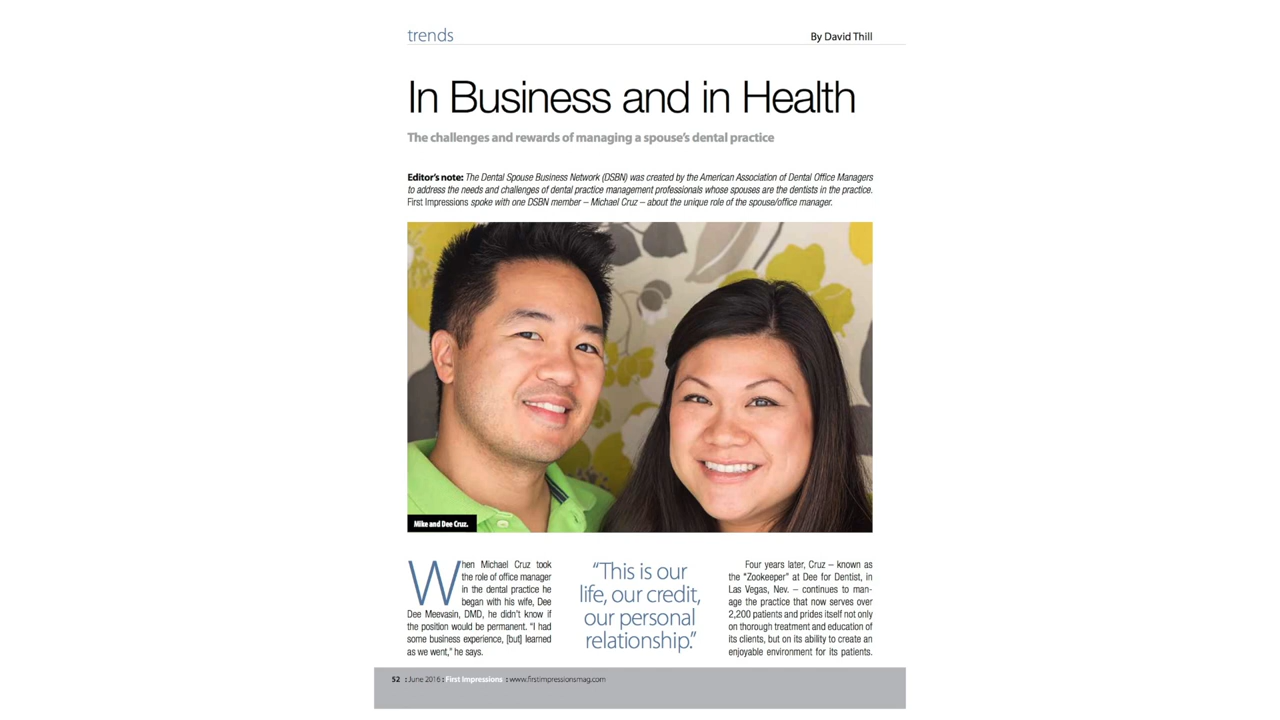 trends
By David Thill
In Business and in Health
The challenges and rewards of managing a spouse's dental practice
Editor's note: The Dental Spouse Business Network (DSBN) was created by the American Association of Dental Office Managers
to address the needs and challenges of dental practice management professionals whose spouses are the dentists in the practice.
First Impressions spoke with one DSBN member – Michael Cruz – about the unique role of the spouse/office manager.
Mike and Dee Cruz.
When Michael Cruz took
the role of office manager
in the dental practice he
began with his wife, Dee
Dee Meevasin, DMD, he didn't know if
the position would be permanent. "I had
some business experience, [but] learned
as we went," he says.
"This is our
life, our credit,
our personal
relationship."
Four years later, Cruz – known as
the "Zookeeper" at Dee for Dentist, in
Las Vegas, Nev. – continues to man-
age the practice that now serves over
2,200 patients and prides itself not only
on thorough treatment and education of
its clients, but on its ability to create an
enjoyable environment for its patients.
52 : June 2016 : First Impressions : www.firstimpressionsmag.com